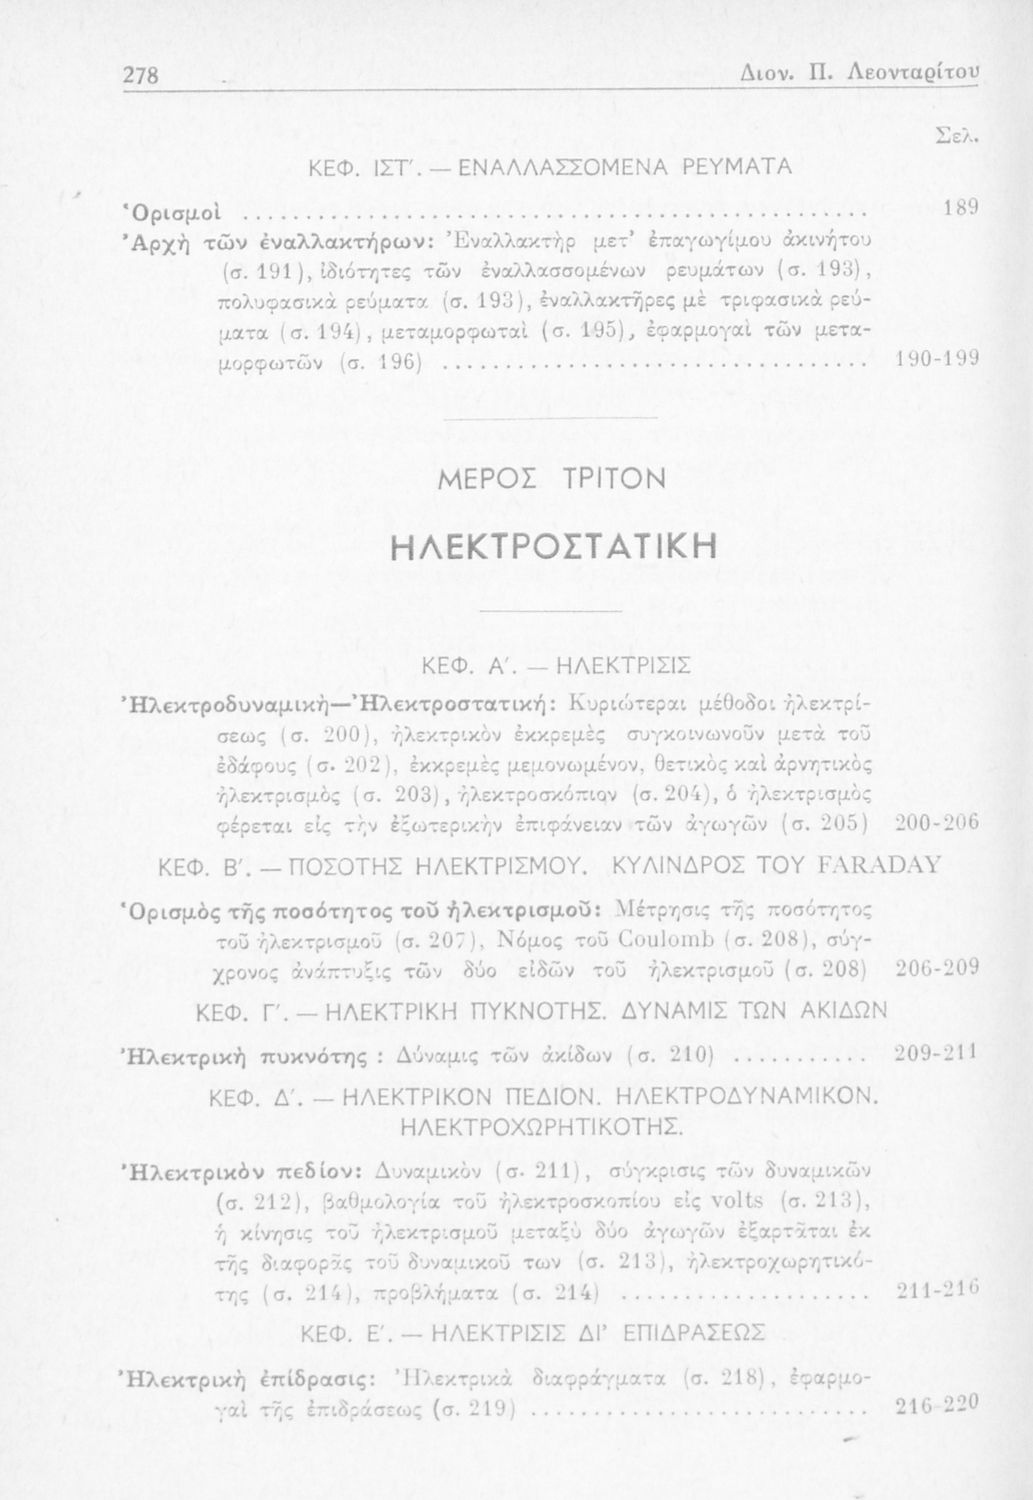 278
Διον. Π. Λεονταρίτου
Σελ.
ΚΕΦ. ΙΣΤ'. — ΕΝΑΛΛΑΣΣΟΜΕΝΑ ΡΕΥΜΑΤΑ
Ὁρισμοὶ .................................................. 189
Ἀρχὴ τῶν ἐναλλακτήρων: Ἐναλλακτὴρ μετ' ἐπαγωγίμου ἀκινήτου
(σ. 191), ἰδιότητες τῶν ἐναλλασσομένων ρευμάτων (σ. 193),
πολυφασικὰ ρεύματα (σ. 193), ἐναλλακτῆρες μὲ τριφασικὰ ρεύ-
ματα (σ. 194), μεταμορφωταὶ (σ. 195), ἐφαρμογαὶ τῶν μετα-
μορφωτῶν (σ. 196) .................................. 190-199
ΜΕΡΟΣ ΤΡΙΤΟΝ
ΗΛΕΚΤΡΟΣΤΑΤΙΚΗ
ΚΕΦ. Α'. — ΗΛΕΚΤΡΙΣΙΣ
Ἠλεκτροδυναμικὴ—Ἠλεκτροστατική: Κυριώτεραι μέθοδοι ἠλεκτρί-
σεως (σ. 200), ἠλεκτρικὸν ἐκκρεμὲς συγκοινωνοῦν μετὰ τοῦ
ἐδάφους (σ. 202), ἐκκρεμὲς μεμονωμένον, θετικὸς καὶ ἀρνητικὸς
ἠλεκτρισμὸς (σ. 203), ἠλεκτροσκόπιον (σ. 204), ὁ ἠλεκτρισμὸς
φέρεται εἰς τὴν ἐξωτερικὴν ἐπιφάνειαν τῶν ἀγωγῶν (σ. 205) 200-206
ΚΕΦ. Β'. — ΠΟΣΟΤΗΣ ΗΛΕΚΤΡΙΣΜΟΥ. ΚΥΛΙΝΔΡΟΣ ΤΟΥ FARADAY
Ὁρισμὸς τῆς ποσότητος τοῦ ἠλεκτρισμοῦ: Μέτρησις τῆς ποσότητος
τοῦ ἠλεκτρισμοῦ (σ. 207), Νόμος τοῦ Coulomb (σ. 208), σύγ-
χρονος ἀνάπτυξις τῶν δύο εἰδῶν τοῦ ἠλεκτρισμοῦ (σ. 208) 206-209
ΚΕΦ. Γ'. — ΗΛΕΚΤΡΙΚΗ ΠΥΚΝΟΤΗΣ. ΔΥΝΑΜΙΣ ΤΩΝ ΑΚΙΔΩΝ
Ἠλεκτρικὴ πυκνότης : Δύναμις τῶν ἀκίδων (σ. 210) ........... 209-211
ΚΕΦ. Δ'. — ΗΛΕΚΤΡΙΚΟΝ ΠΕΔΙΟΝ. ΗΛΕΚΤΡΟΔΥΝΑΜΙΚΟΝ.
ΗΛΕΚΤΡΟΧΩΡΗΤΙΚΟΤΗΣ.
Ἠλεκτρικὸν πεδίον: Δυναμικὸν (σ. 211), σύγκρισις τῶν δυναμικῶν
(σ. 212), βαθμολογία τοῦ ἠλεκτροσκοπίου εἰς volts (σ. 213),
ἡ κίνησις τοῦ ἠλεκτρισμοῦ μεταξὺ δύο ἀγωγῶν ἐξαρτᾶται ἐκ
τῆς διαφορᾶς τοῦ δυναμικοῦ των (σ. 213), ἠλεκτροχωρητικό-
της (σ. 214), προβλήματα (σ. 214) .................... 211-216
ΚΕΦ. Ε'. — ΗΛΕΚΤΡΙΣΙΣ ΔΙ' ΕΠΙΔΡΑΣΕΩΣ
Ἠλεκτρικὴ ἐπίδρασις: Ἠλεκτρικὰ διαφράγματα (σ. 218), ἐφαρμο-
γαὶ τῆς ἐπιδράσεως (σ. 219) ........................... 216-220